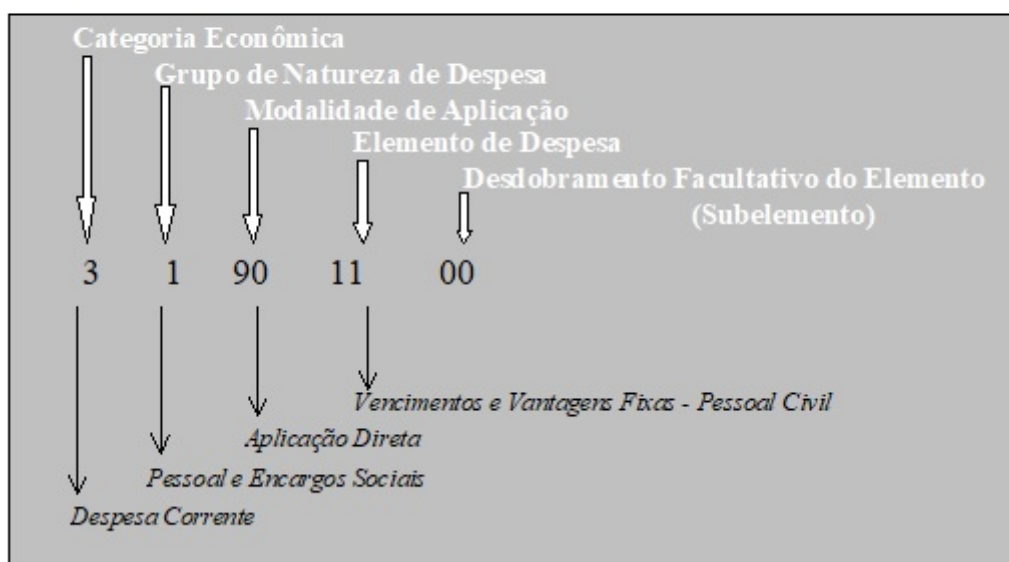 Categoria Econômica
Grupo de Natureza de Despesa
Modalidade de Aplicação
Elemento de Despesa
Desdobramento Facultativo do Elemento
(Subelemento)
3 1 90 11 00
Vencimentos e Vantagens Fixas - Pessoal Civil
Aplicação Direta
Pessoal e Encargos Sociais
Despesa Corrente